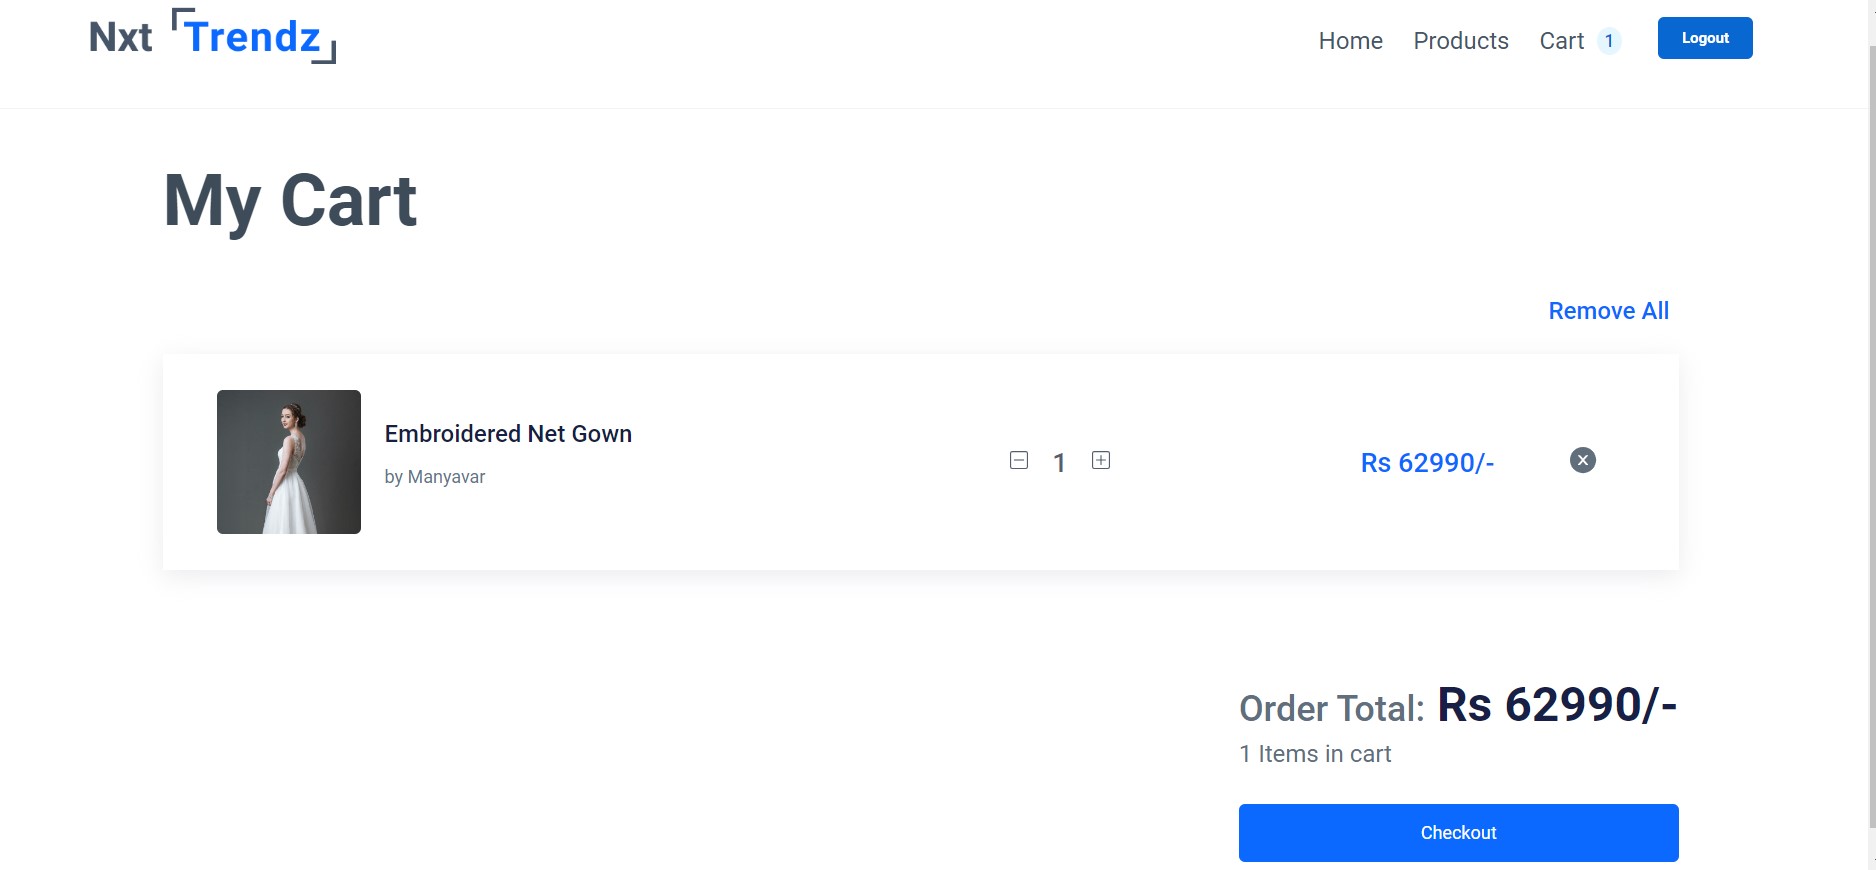 Nxt Trendz
Home Products Cart 1 Logout
My Cart
Remove All
Embroidered Net Gown
by Manyavar
1
Rs 62990/-
Order Total: Rs 62990/-
1 Items in cart
Checkout